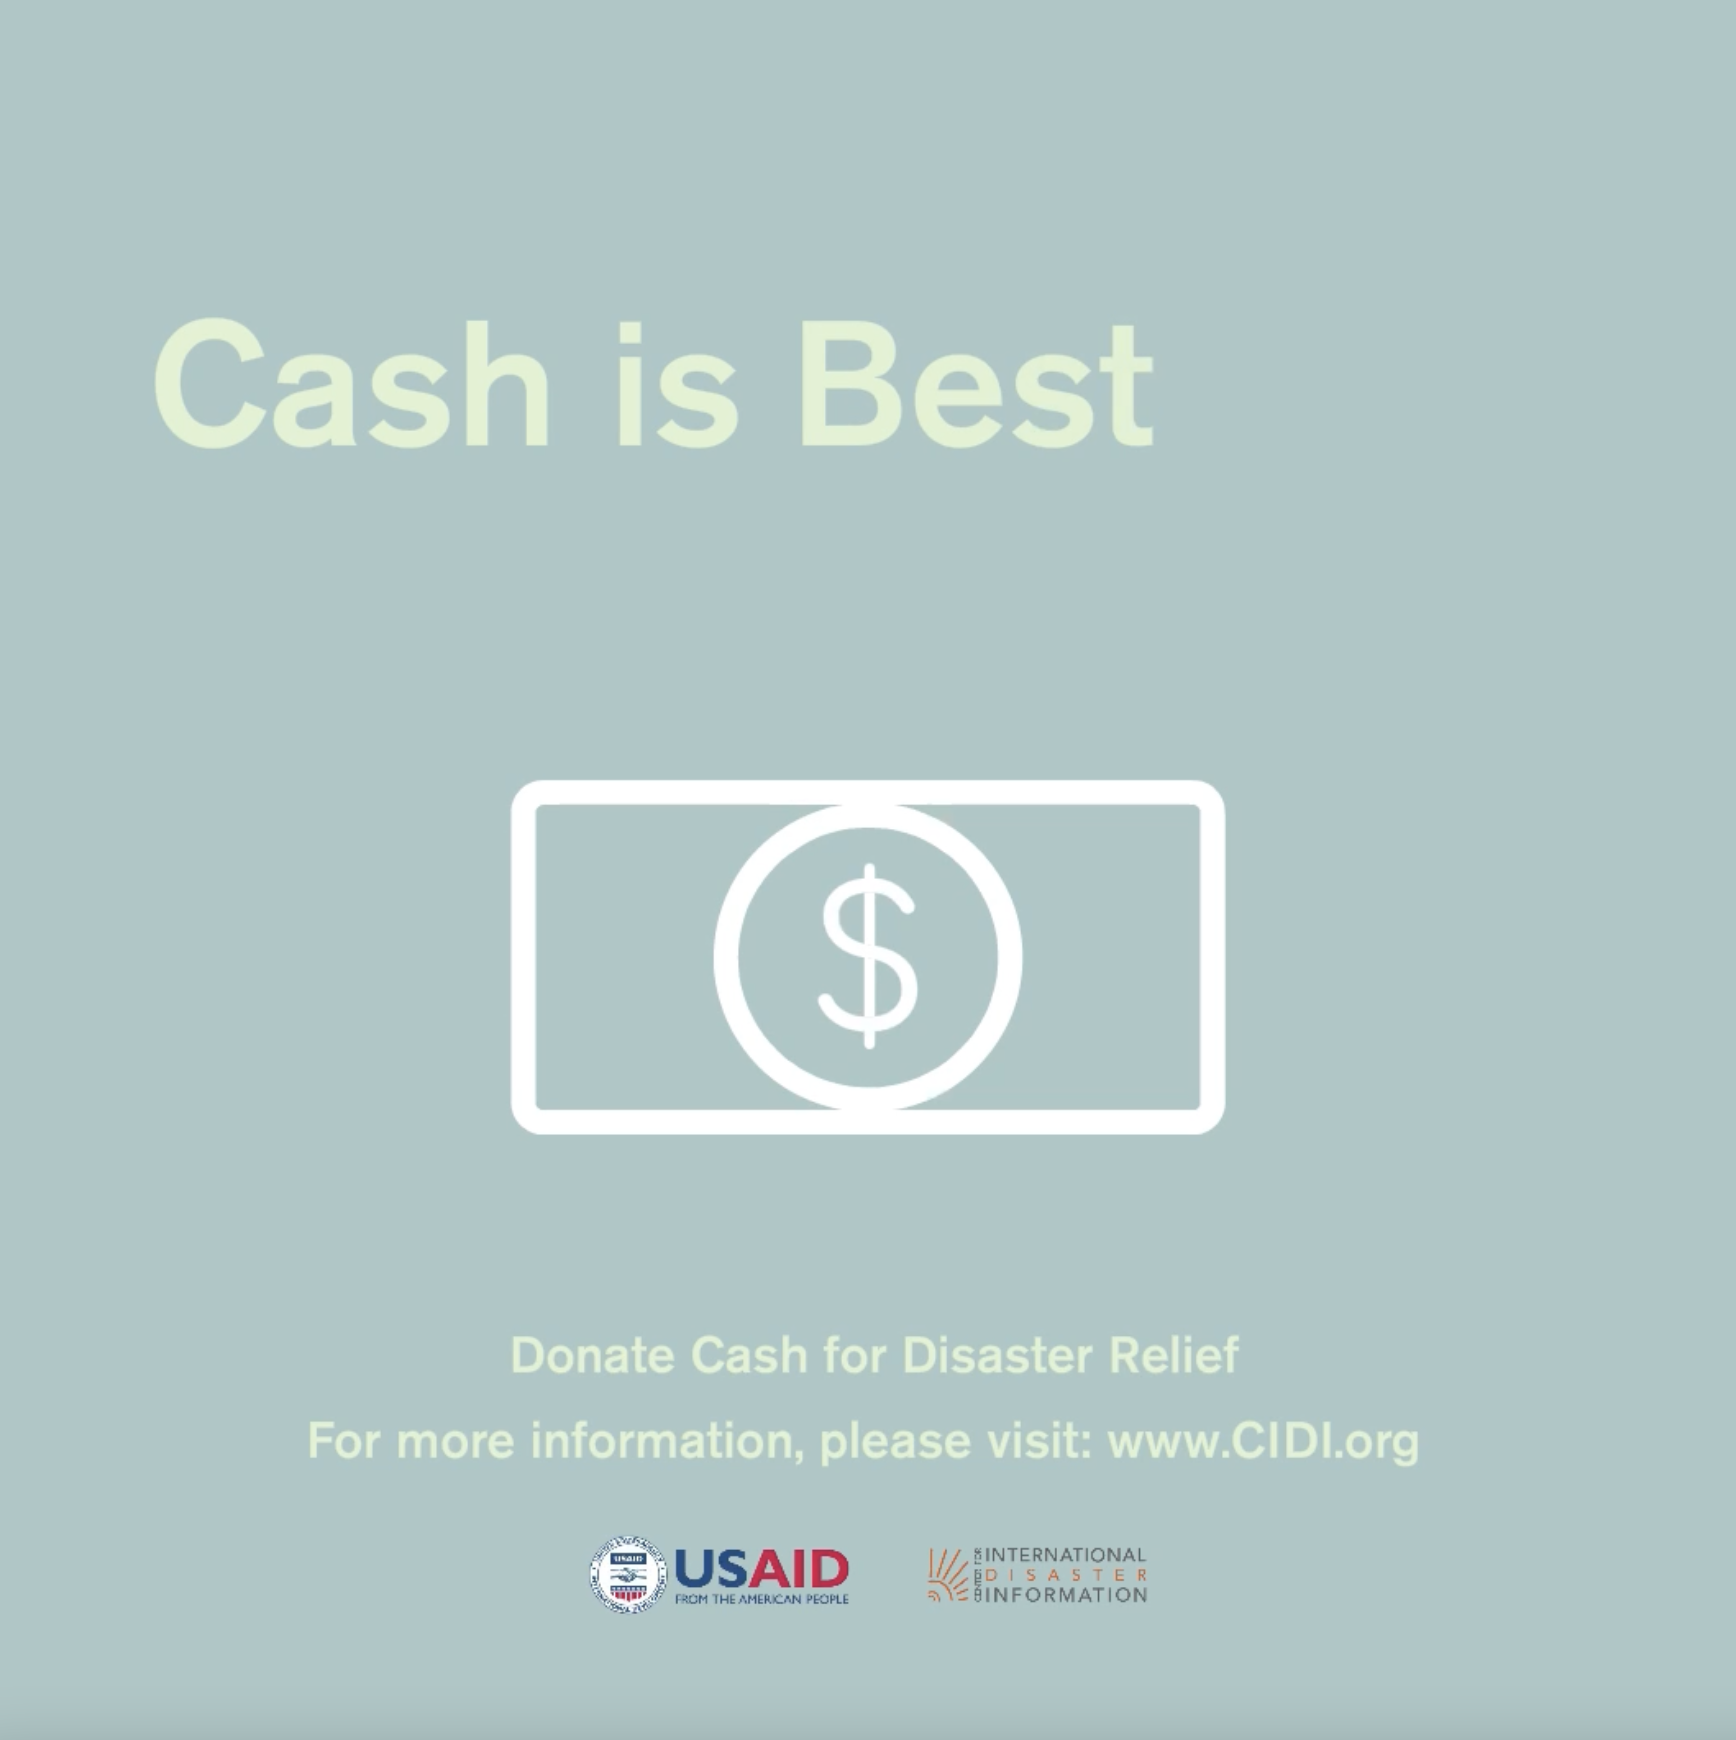 Cash is Best
$
Donate Cash for Disaster Relief
For more information, please visit: www.CIDI.org
USAID
USAID
FROM THE AMERICAN PEOPLE
CENTER FOR
INTERNATIONAL
DISASTER
INFORMATION